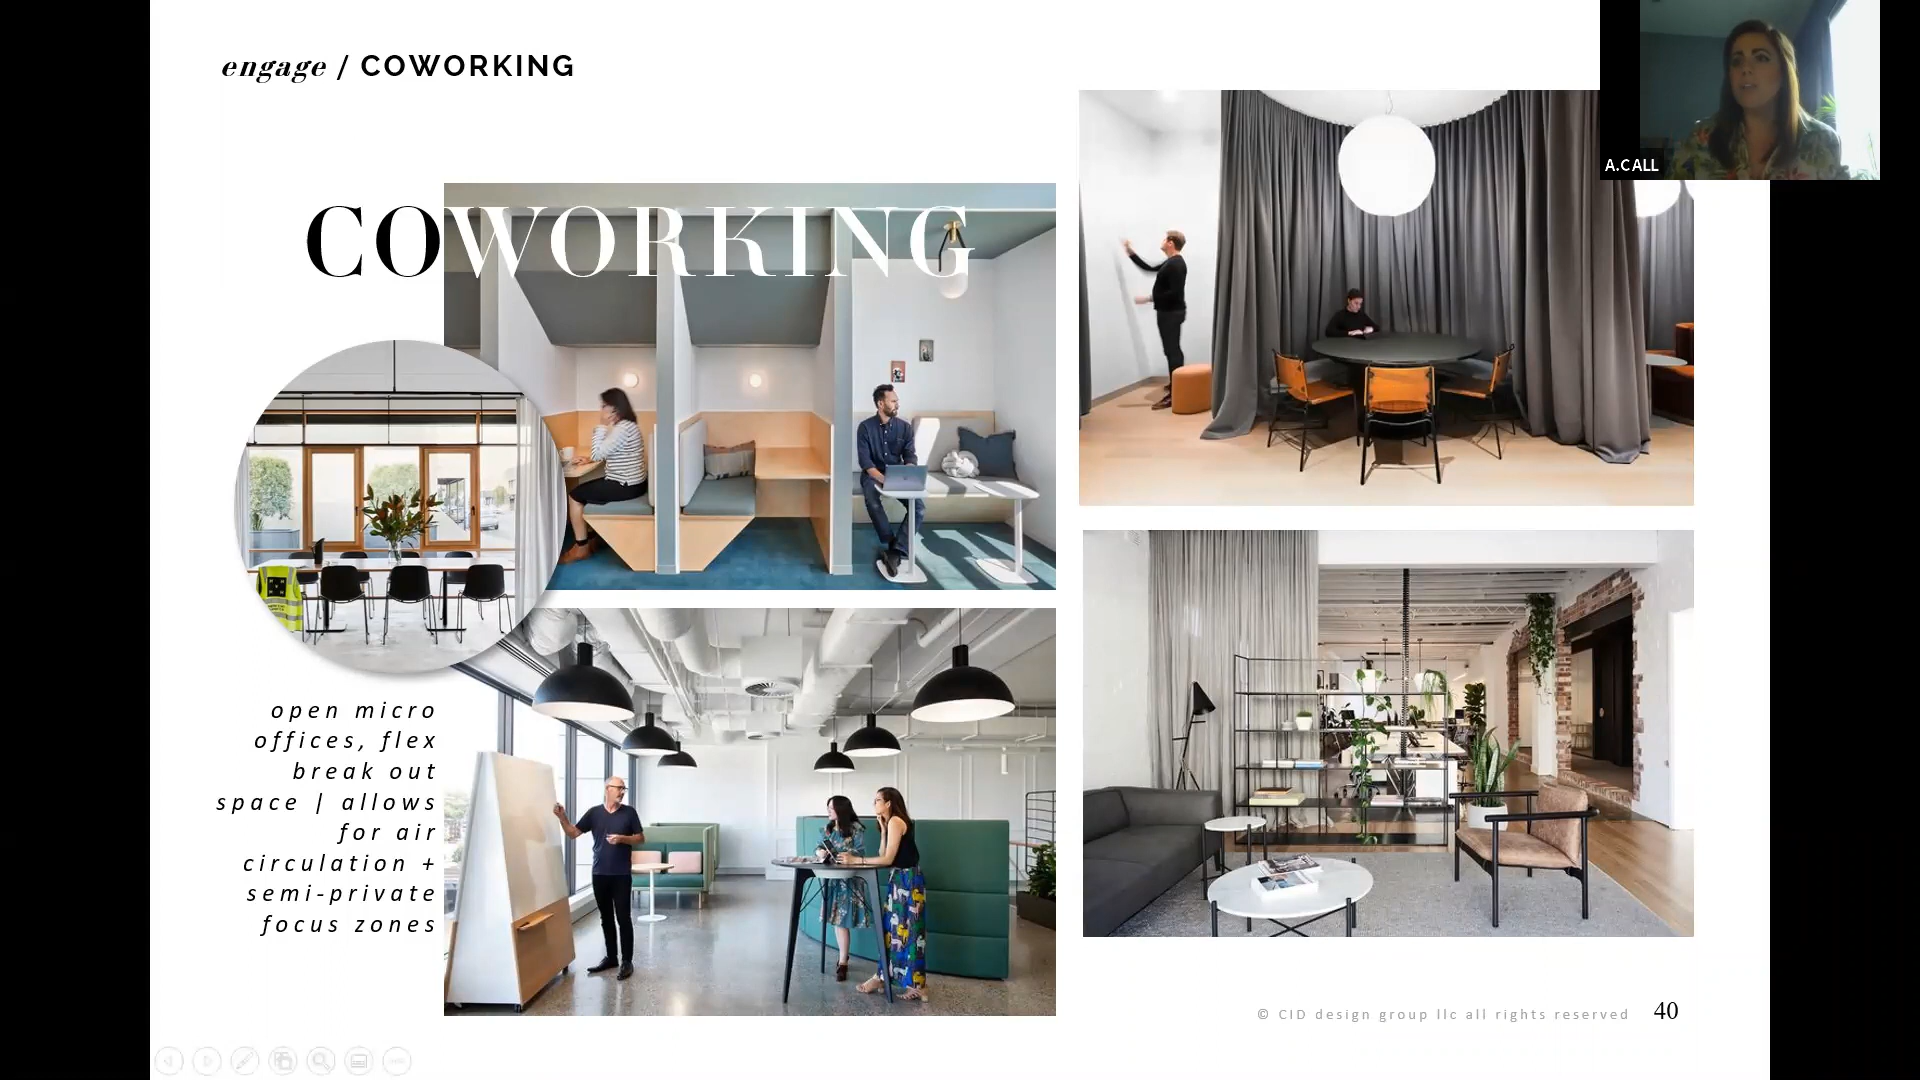 engage / COWORKING
A.CALL
COWORKING
open micro
offices, flex
break out
space | allows
for air
circulation +
semi-private
focus zones
© CID design group llc all rights reserved
40